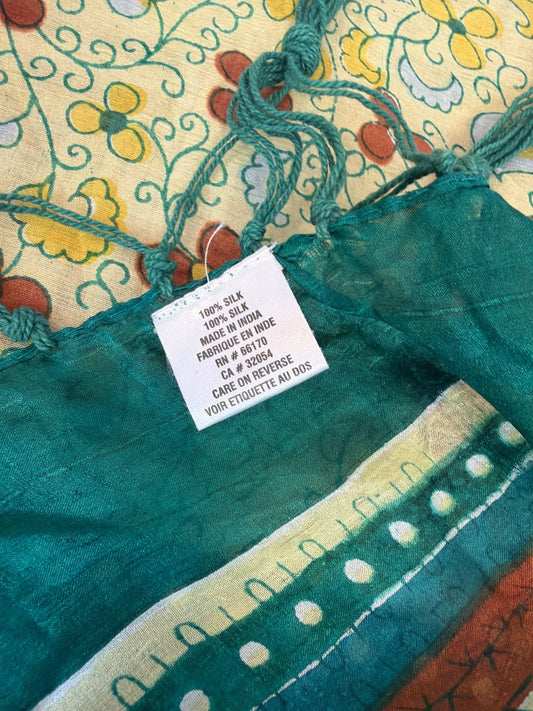 100% SILK
100% SILK
MADE IN INDIA
FABRIQUE EN INDE
RN # 66170
CA # 32054
CARE ON REVERSE
VOIR ETIQUETTE AU DOS